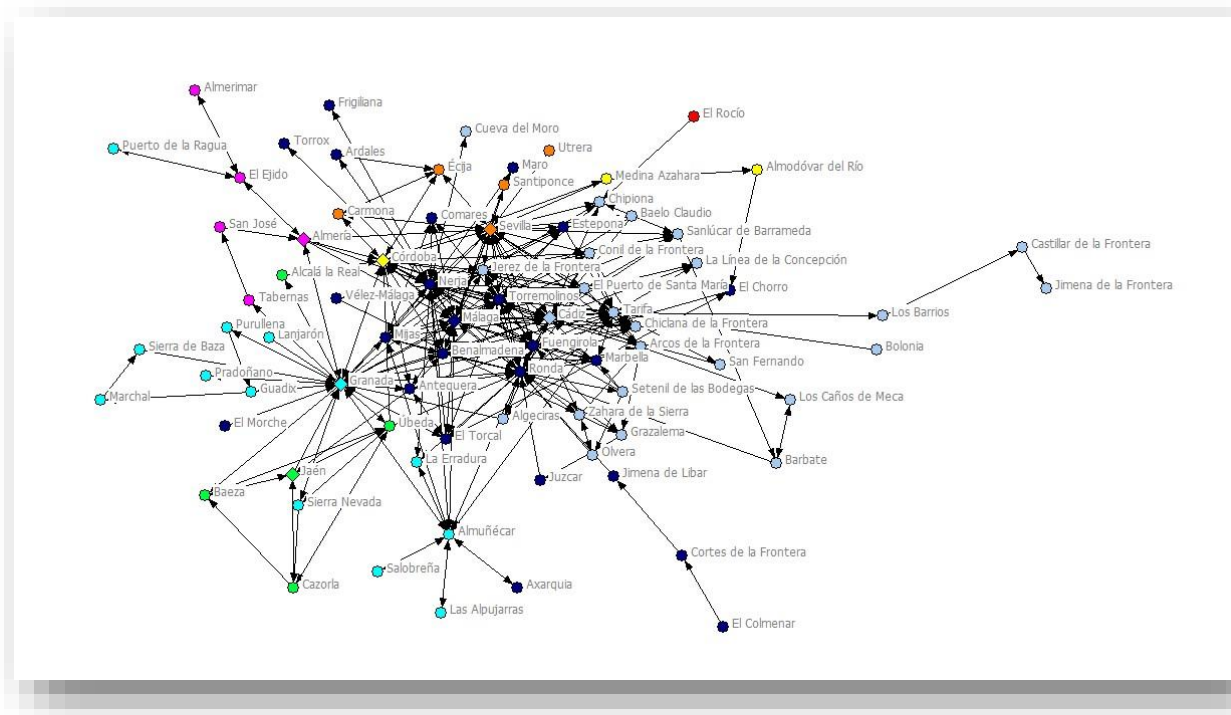 Almerimar
Frigiliana
El Rocío
Cueva del Moro
Torrox
Puerto de la Ragua
Ardales
Utrera
Écija
Maro
Almodóvar del Río
El Ejido
Medina Azahara
Santiponce
Chipiona
Carmona
Comares
Baelo Claudio
San José
Estepona
Sevilla
Sanlúcar de Barrameda
Almería
Castillar de la Frontera
Conil de la Frontera
Córdoba
La Línea de la Concepción
Jerez de la Frontera
Alcalá la Real
Nerja
El Puerto de Santa María
Jimena de la Frontera
El Chorro
Vélez-Málaga
Torremolinos
Tabernas
Tarifa
Cádiz
Los Barrios
Málaga
Chiclana de la Frontera
Purullena
Lanjarón
Mijas
Fuengirola
Arcos de la Frontera
Sierra de Baza
Bolonia
Benalmadena
Marbella
San Fernando
Ronda
Pradoñano
Granada
Antequera
Guadix
Setenil de las Bodegas
Marchal
Los Caños de Meca
Zahara de la Sierra
Algeciras
El Morche
Úbeda
Grazalema
El Torcal
Olvera
La Erradura
Barbate
Jaén
Jimena de Libar
Juzcar
Baeza
Sierra Nevada
Almuñécar
Cortes de la Frontera
Salobreña
Cazorla
Axarquia
Las Alpujarras
El Colmenar